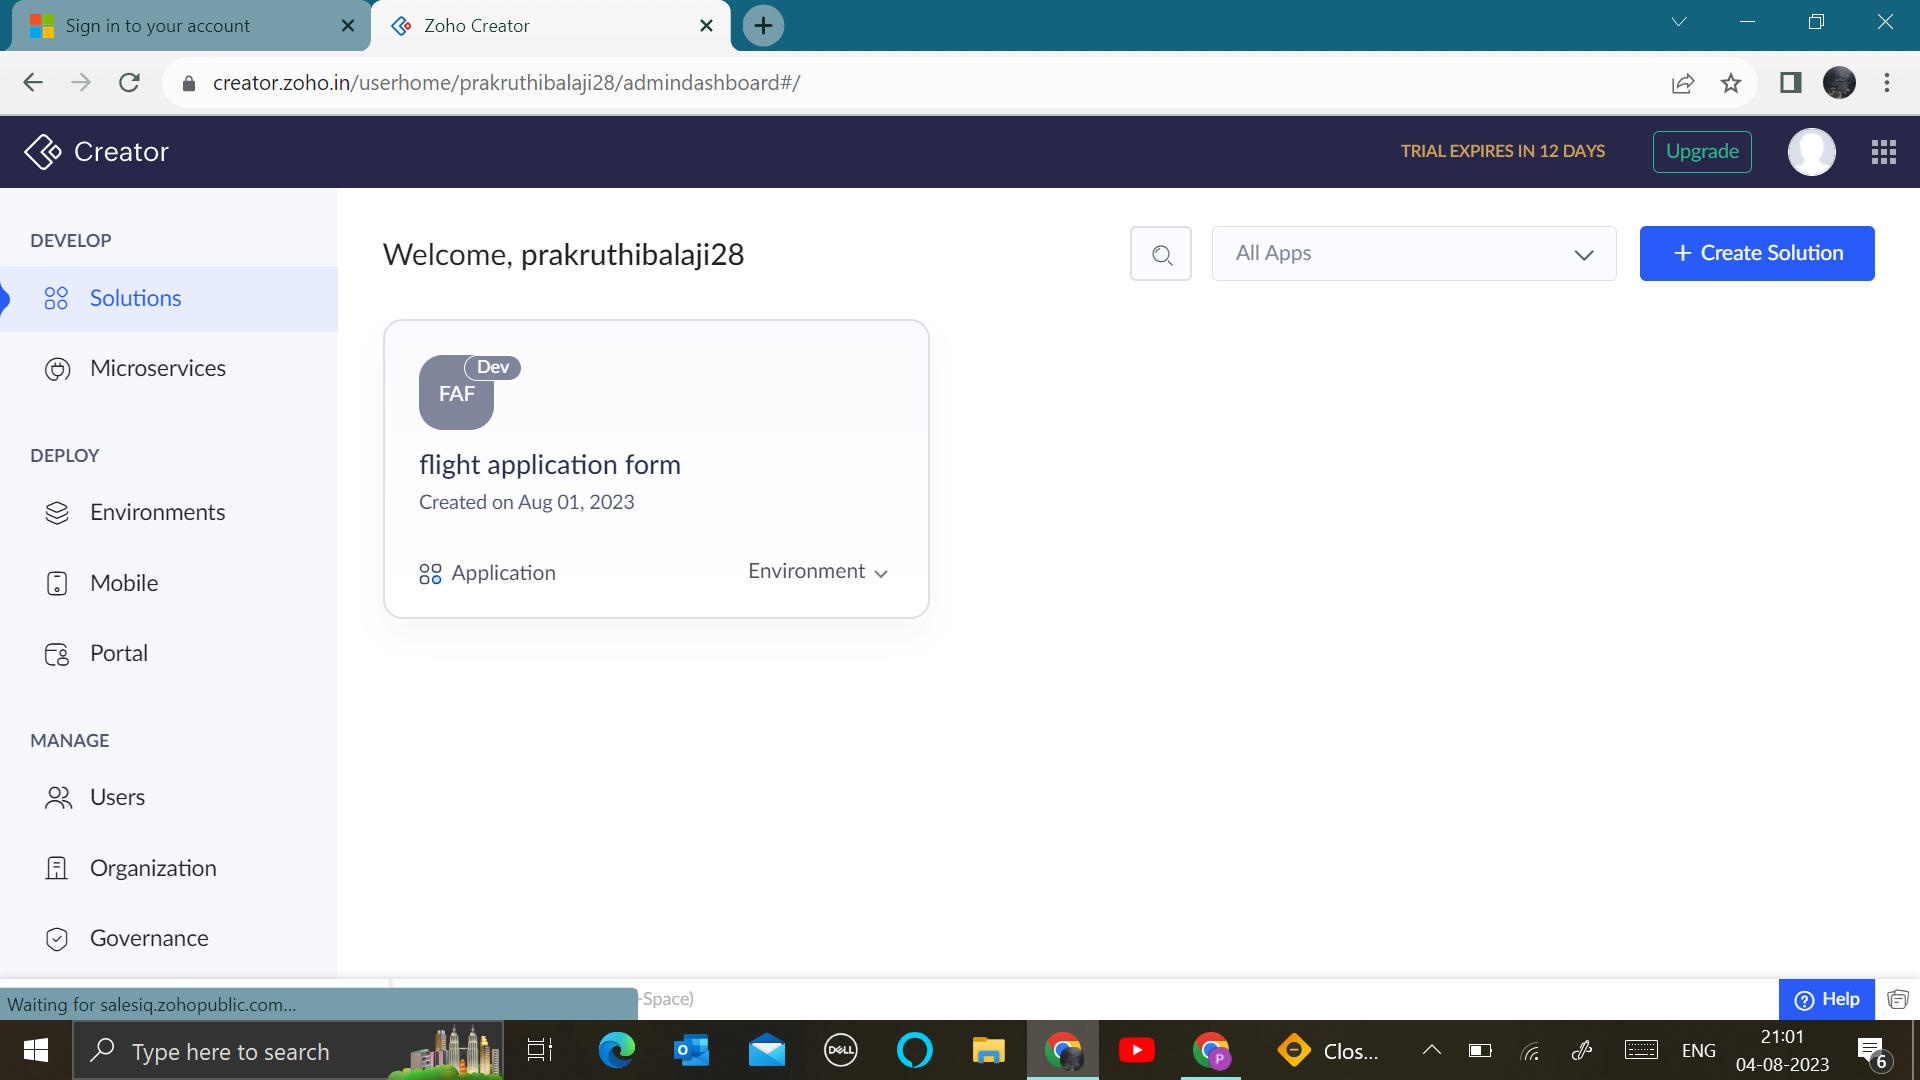 Sign in to your account
Zoho Creator
creator.zoho.in/userhome/prakruthibalaji28/admindashboard#/
Creator
TRIAL EXPIRES IN 12 DAYS
Upgrade
DEVELOP
Solutions
Microservices
DEPLOY
Environments
Mobile
Portal
MANAGE
Users
Organization
Governance
Welcome, prakruthibalaji28
All Apps
+ Create Solution
Dev
FAF
flight application form
Created on Aug 01, 2023
Application
Environment
Waiting for salesiq.zohopublic.com...
+Space)
Help
Type here to search
DELL
P
Clos...
ENG
21:01
04-08-2023
6